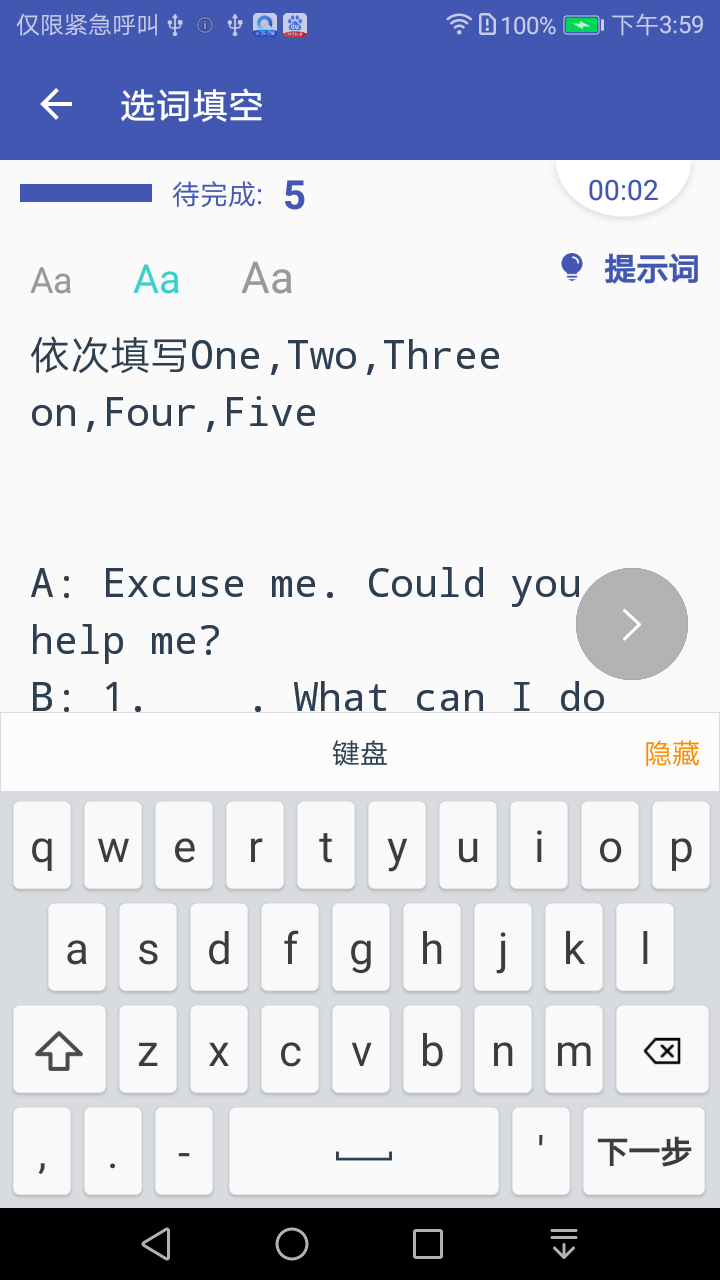 仅限紧急呼叫 100% 下午3:59
选词填空
待完成: 5 00:02
Aa Aa Aa 提示词
依次填写One,Two,Three
on,Four,Five
A: Excuse me. Could you
help me?
B: 1. . What can I do
键盘 隐藏
q w e r t y u i o p
a s d f g h j k l
z x c v b n m
, . - ' 下一步